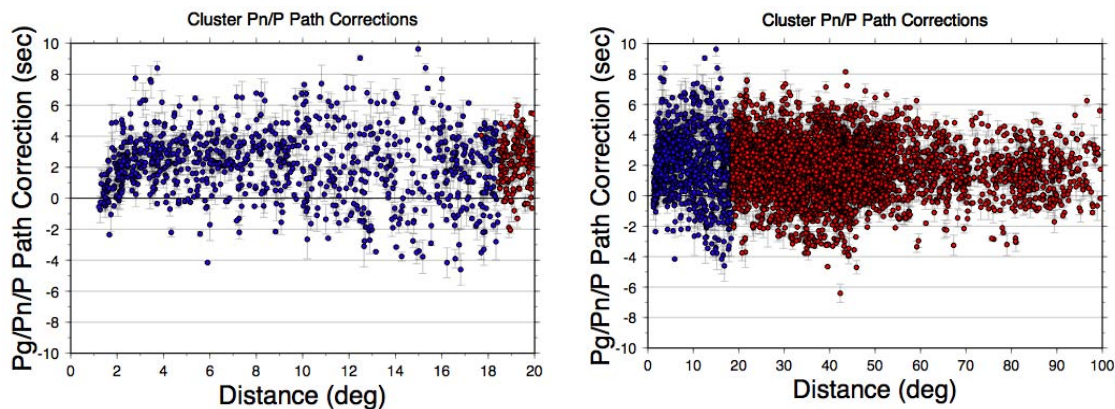 Cluster Pn/P Path Corrections
Pg/Pn/P Path Correction (sec)
10
8
6
4
2
0
-2
-4
-6
-8
-10
0 2 4 6 8 10 12 14 16 18 20
Distance (deg)
Cluster Pn/P Path Corrections
Pg/Pn/P Path Correction (sec)
10
8
6
4
2
0
-2
-4
-6
-8
-10
0 10 20 30 40 50 60 70 80 90 100
Distance (deg)